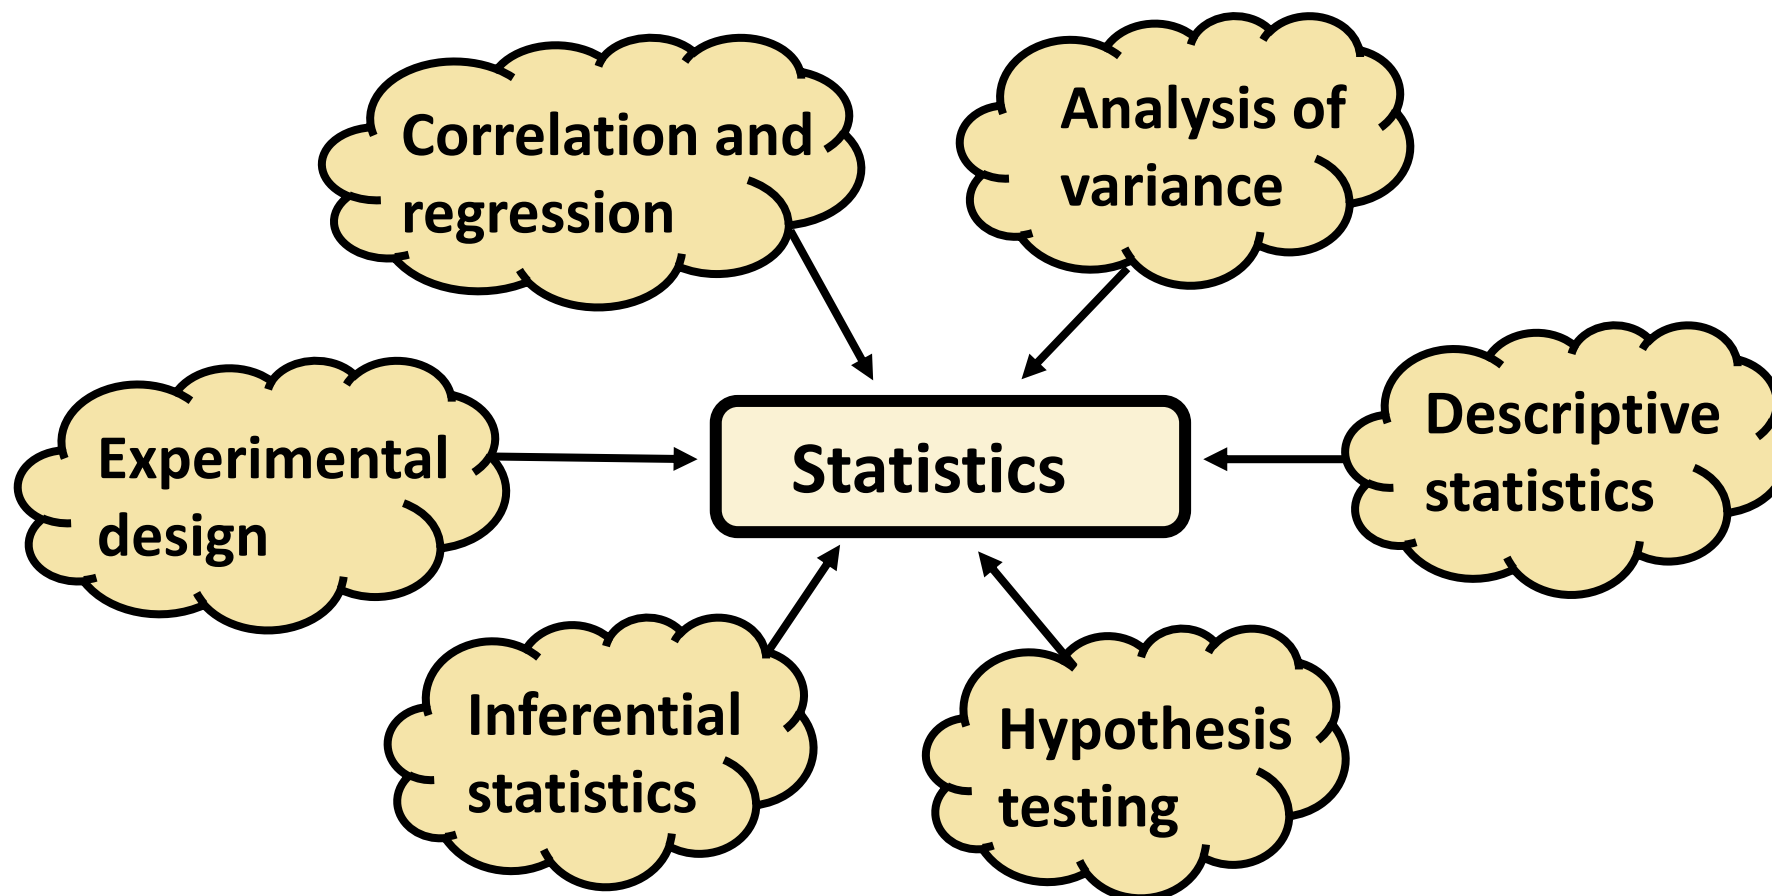 Correlation and
regression
Analysis of
variance
Experimental
design
Statistics
Descriptive
statistics
Inferential
statistics
Hypothesis
testing